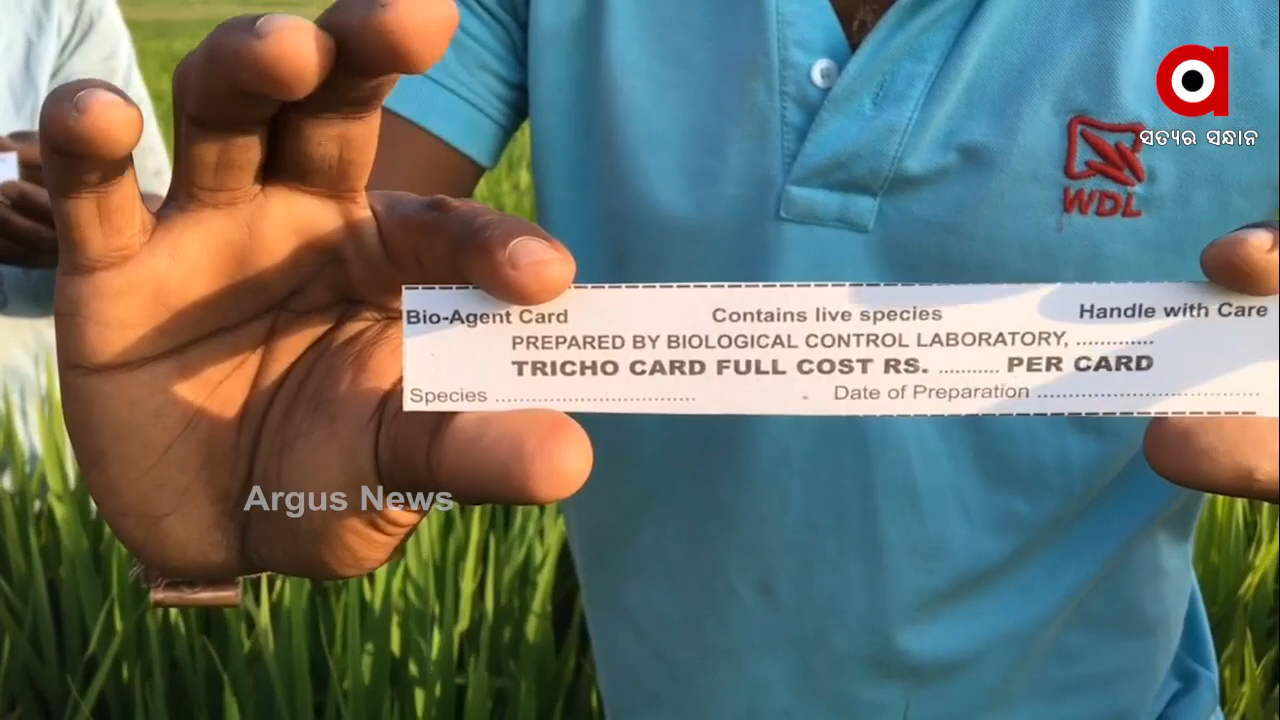 ସତ୍ୟର ସନ୍ଧାନ
WDL
Bio-Agent Card Contains live species Handle with Care
PREPARED BY BIOLOGICAL CONTROL LABORATORY, .............
TRICHO CARD FULL COST RS. ........... PER CARD
Species .................................... Date of Preparation ........................................
Argus News